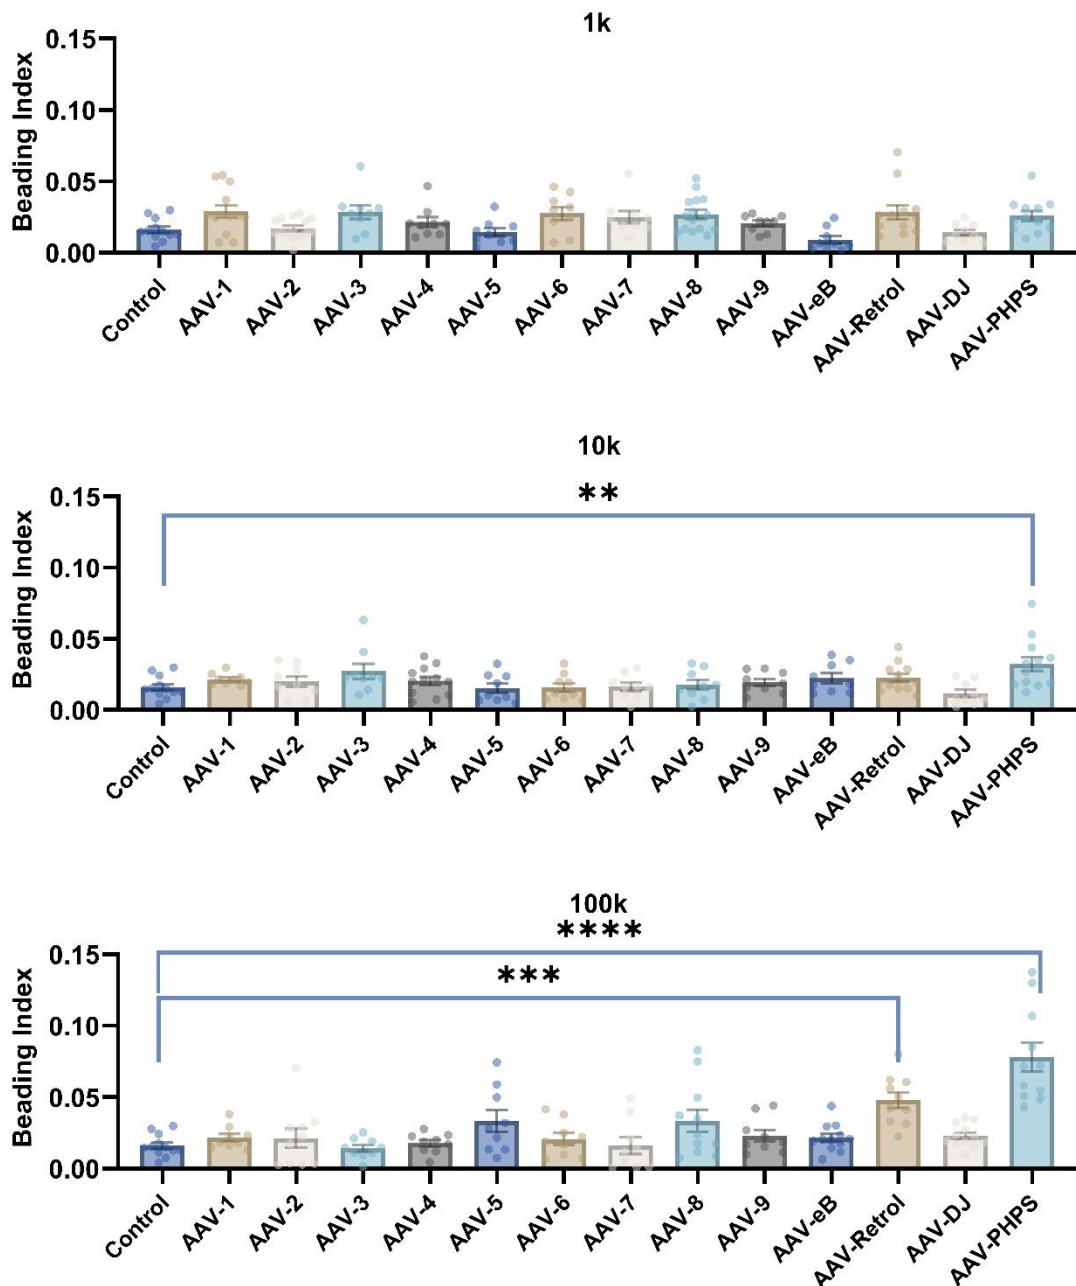 1k
Beading Index
0.15
0.10
0.05
0.00
Control
AAV-1
AAV-2
AAV-3
AAV-4
AAV-5
AAV-6
AAV-7
AAV-8
AAV-9
AAV-eB
AAV-Retrol
AAV-DJ
AAV-PHPS
10k
**
Beading Index
0.15
0.10
0.05
0.00
Control
AAV-1
AAV-2
AAV-3
AAV-4
AAV-5
AAV-6
AAV-7
AAV-8
AAV-9
AAV-eB
AAV-Retrol
AAV-DJ
AAV-PHPS
100k
****
***
Beading Index
0.15
0.10
0.05
0.00
Control
AAV-1
AAV-2
AAV-3
AAV-4
AAV-5
AAV-6
AAV-7
AAV-8
AAV-9
AAV-eB
AAV-Retrol
AAV-DJ
AAV-PHPS